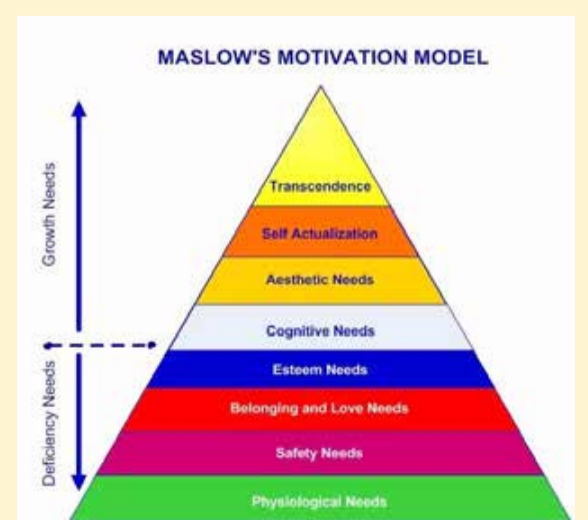 MASLOW'S MOTIVATION MODEL
Growth Needs
Deficiency Needs
Transcendence
Self Actualization
Aesthetic Needs
Cognitive Needs
Esteem Needs
Belonging and Love Needs
Safety Needs
Physiological Needs